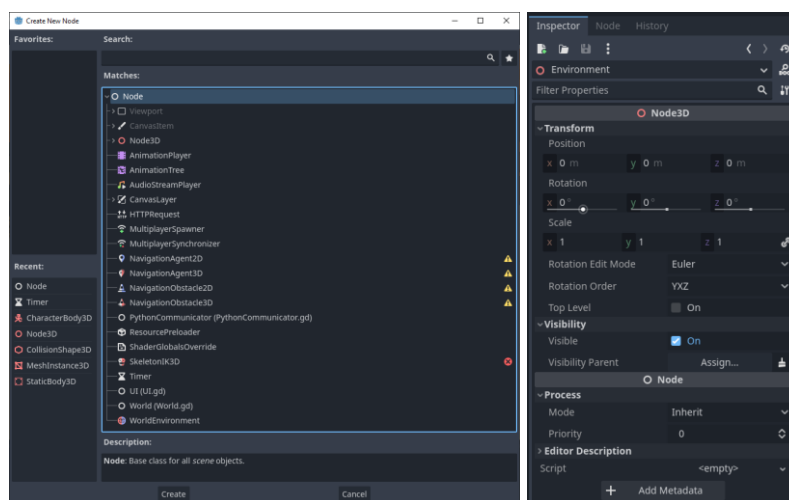 Create New Node
Favorites:
Search:
Matches:
Node
Viewport
CanvasItem
Node3D
AnimationPlayer
AnimationTree
AudioStreamPlayer
CanvasLayer
HTTPRequest
MultiplayerSpawner
MultiplayerSynchronizer
NavigationAgent2D
NavigationAgent3D
NavigationObstacle2D
NavigationObstacle3D
PythonCommunicator (PythonCommunicator.gd)
ResourcePreloader
ShaderGlobalsOverride
SkeletonIK3D
Timer
UI (UI.gd)
World (World.gd)
WorldEnvironment
Recent:
Node
Timer
CharacterBody3D
Node3D
CollisionShape3D
MeshInstance3D
StaticBody3D
Description:
Node: Base class for all scene objects.
Create Cancel
Inspector Node History
Environment
Filter Properties
Node3D
Transform
Position
x 0 m y 0 m z 0 m
Rotation
x 0 ° y 0 ° z 0 °
Scale
x 1 y 1 z 1
Rotation Edit Mode Euler
Rotation Order YXZ
Top Level On
Visibility
Visible On
Visibility Parent Assign...
Node
Process
Mode Inherit
Priority 0
Editor Description
Script <empty>
+ Add Metadata